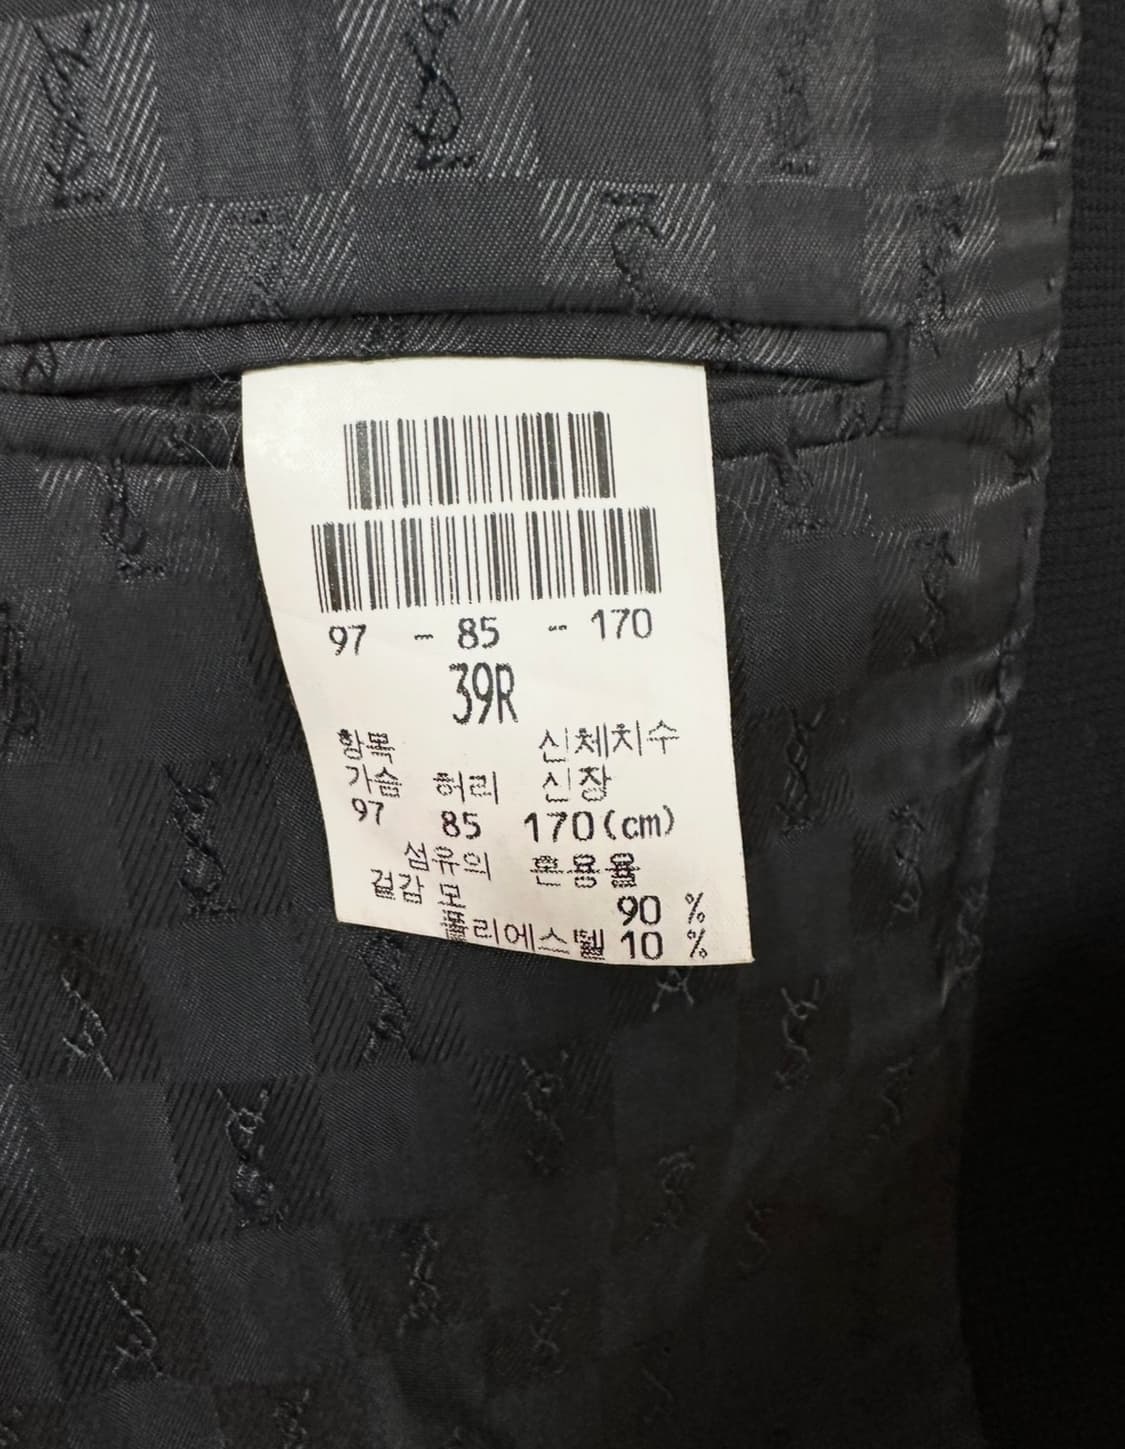 97 - 85 -- 170
39R
항목 신체치수
가슴 허리 신장
97 85 170(cm)
섬유의 혼용율
겉감 모 90 %
폴리에스텔 10 %